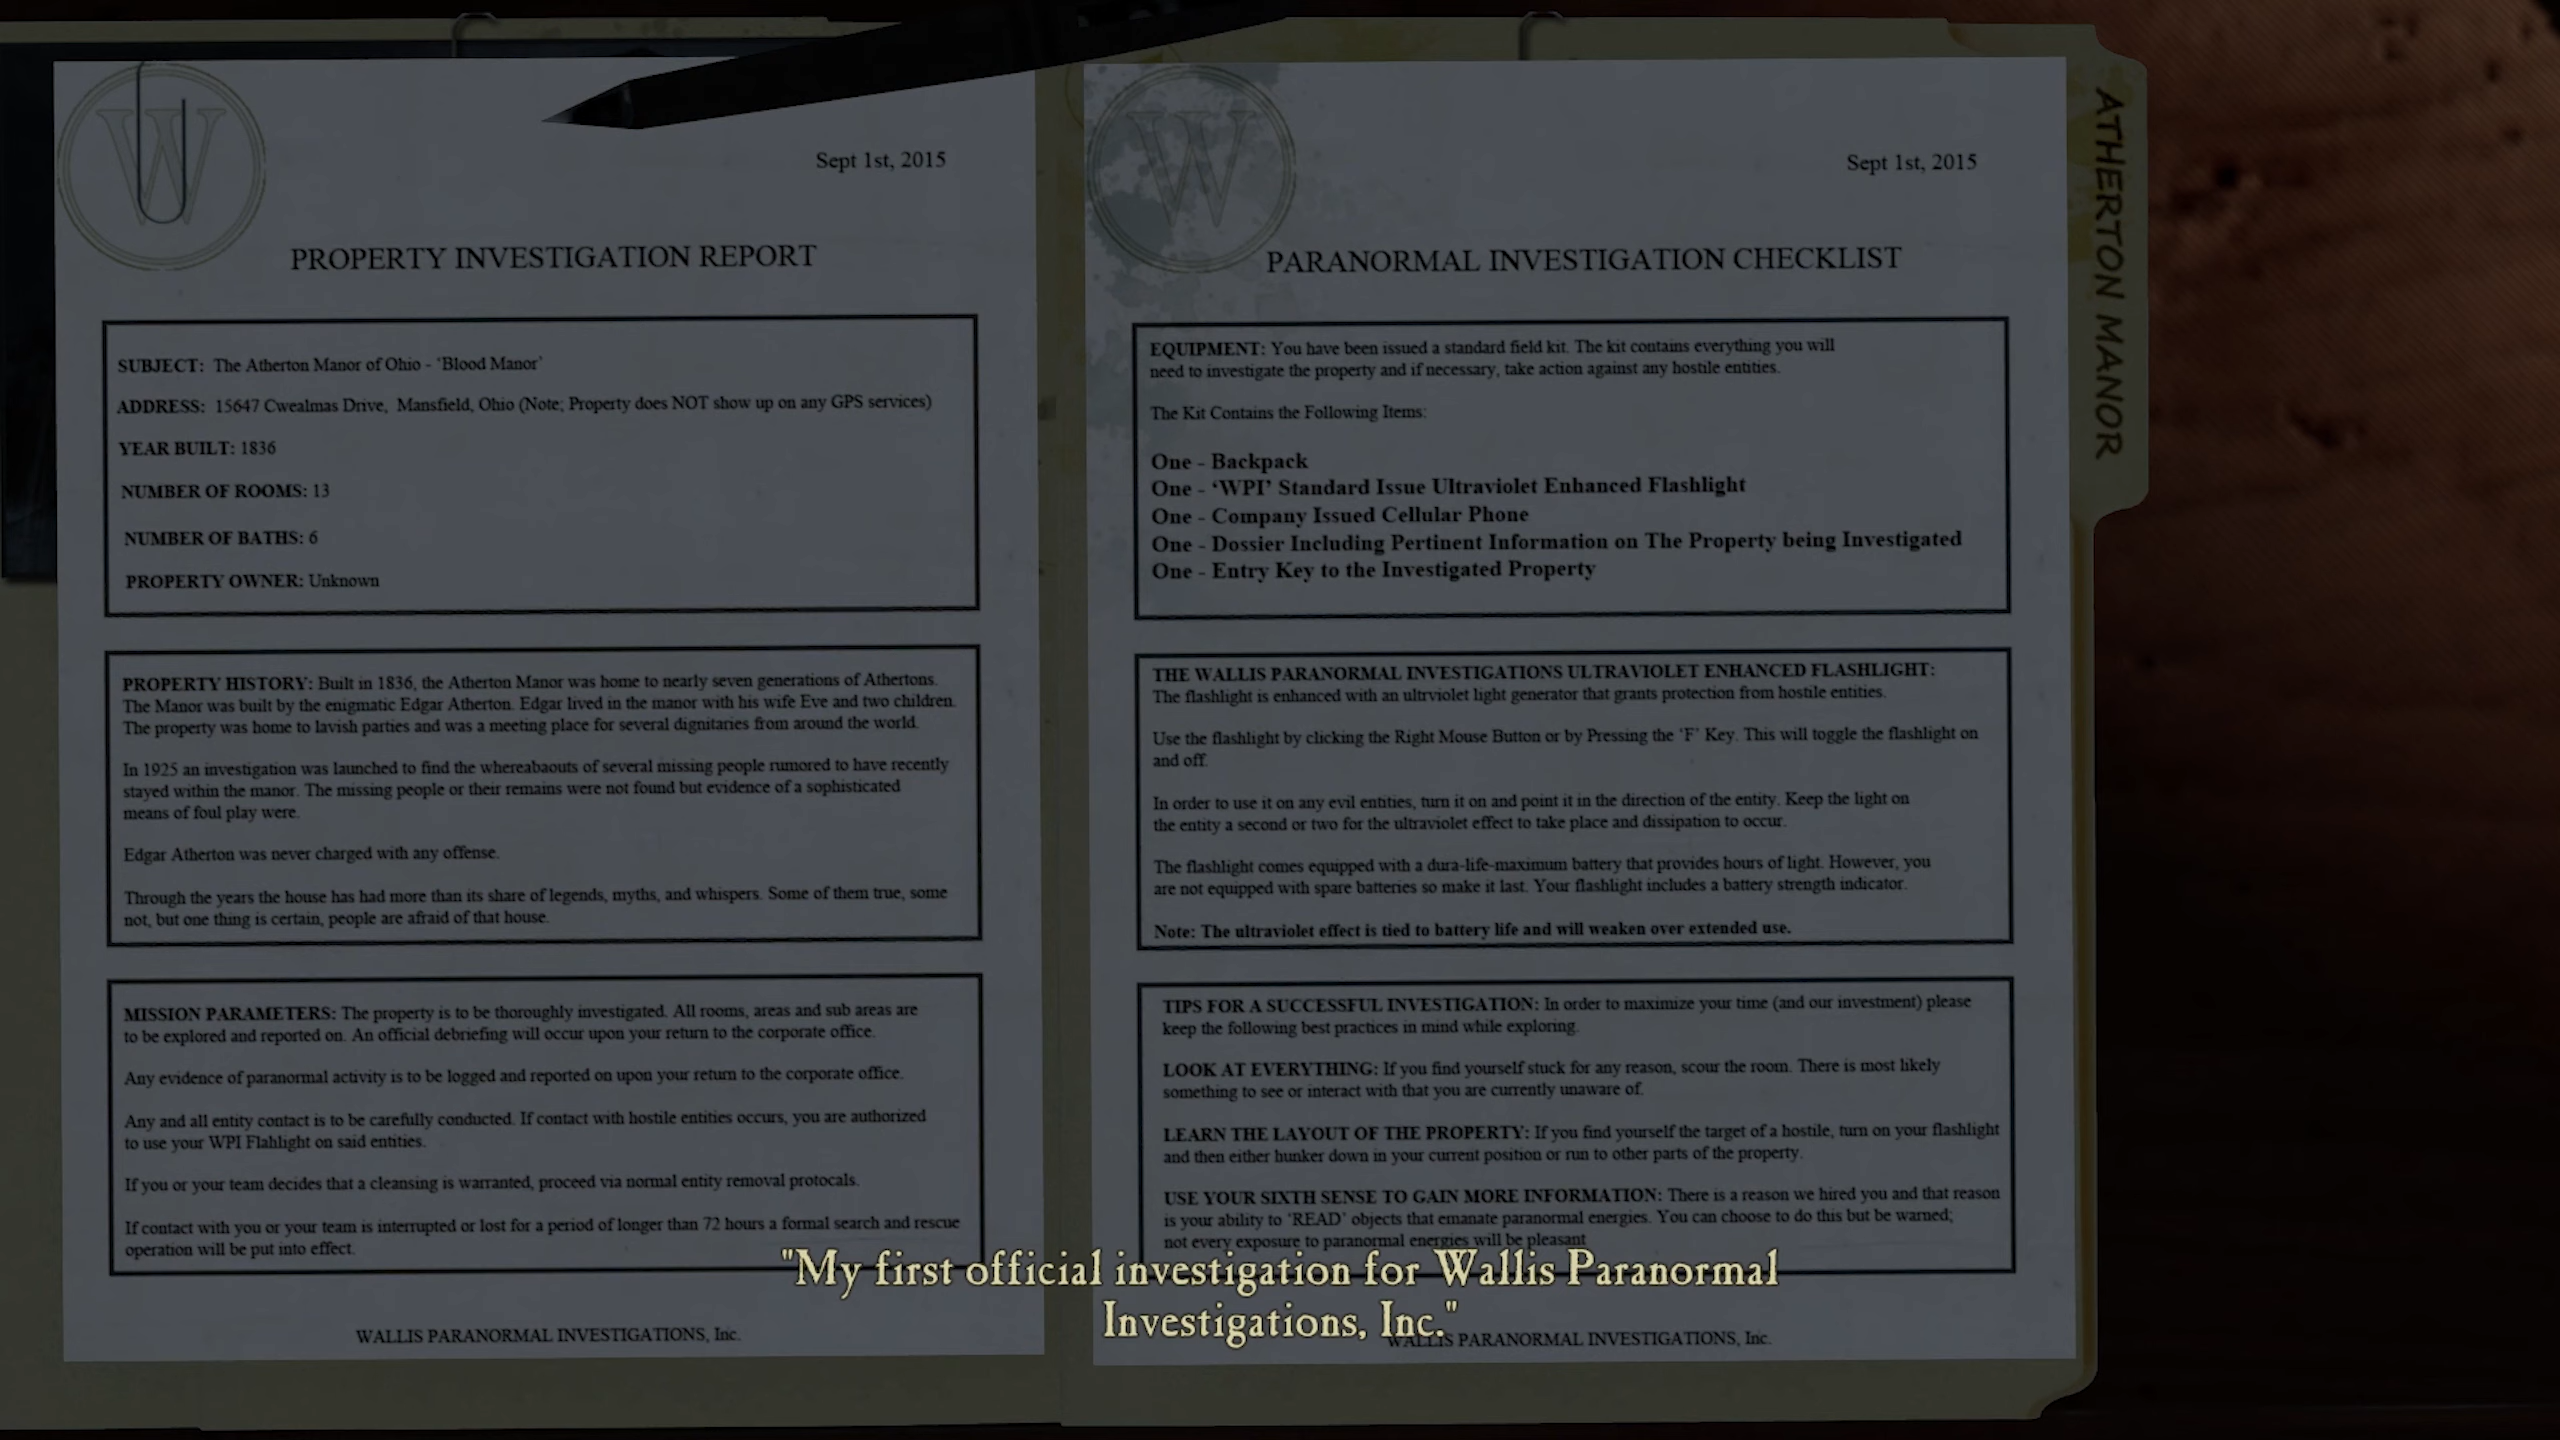 Sept 1st, 2015
PROPERTY INVESTIGATION REPORT
SUBJECT: The Atherton Manor of Ohio - 'Blood Manor'
ADDRESS: 15647 Cwealmas Drive, Mansfield, Ohio (Note; Property does NOT show up on any GPS services)
YEAR BUILT: 1836
NUMBER OF ROOMS: 13
NUMBER OF BATHS: 6
PROPERTY OWNER: Unknown
PROPERTY HISTORY: Built in 1836, the Atherton Manor was home to nearly seven generations of Athertons.
The Manor was built by the enigmatic Edgar Atherton. Edgar lived in the manor with his wife Eve and two children.
The property was home to lavish parties and was a meeting place for several dignitaries from around the world.
In 1925 an investigation was launched to find the whereabaouts of several missing people rumored to have recently
stayed within the manor. The missing people or their remains were not found but evidence of a sophisticated
means of foul play were.
Edgar Atherton was never charged with any offense.
Through the years the house has had more than its share of legends, myths, and whispers. Some of them true, some
not, but one thing is certain, people are afraid of that house.
MISSION PARAMETERS: The property is to be thoroughly investigated. All rooms, areas and sub areas are
to be explored and reported on. An official debriefing will occur upon your return to the corporate office.
Any evidence of paranormal activity is to be logged and reported on upon your return to the corporate office.
Any and all entity contact is to be carefully conducted. If contact with hostile entities occurs, you are authorized
to use your WPI Flahlight on said entities.
If you or your team decides that a cleansing is warranted, proceed via normal entity removal protocals.
If contact with you or your team is interrupted or lost for a period of longer than 72 hours a formal search and rescue
operation will be put into effect.
WALLIS PARANORMAL INVESTIGATIONS, Inc.
W
Sept 1st, 2015
PARANORMAL INVESTIGATION CHECKLIST
EQUIPMENT: You have been issued a standard field kit. The kit contains everything you will
need to investigate the property and if necessary, take action against any hostile entities.
The Kit Contains the Following Items:
One - Backpack
One - 'WPI' Standard Issue Ultraviolet Enhanced Flashlight
One - Company Issued Cellular Phone
One - Dossier Including Pertinent Information on The Property being Investigated
One - Entry Key to the Investigated Property
THE WALLIS PARANORMAL INVESTIGATIONS ULTRAVIOLET ENHANCED FLASHLIGHT:
The flashlight is enhanced with an ultrviolet light generator that grants protection from hostile entities.
Use the flashlight by clicking the Right Mouse Button or by Pressing the 'F' Key. This will toggle the flashlight on
and off.
In order to use it on any evil entities, turn it on and point it in the direction of the entity. Keep the light on
the entity a second or two for the ultraviolet effect to take place and dissipation to occur.
The flashlight comes equipped with a dura-life-maximum battery that provides hours of light. However, you
are not equipped with spare batteries so make it last. Your flashlight includes a battery strength indicator.
Note: The ultraviolet effect is tied to battery life and will weaken over extended use.
TIPS FOR A SUCCESSFUL INVESTIGATION: In order to maximize your time (and our investment) please
keep the following best practices in mind while exploring.
LOOK AT EVERYTHING: If you find yourself stuck for any reason, scour the room. There is most likely
something to see or interact with that you are currently unaware of.
LEARN THE LAYOUT OF THE PROPERTY: If you find yourself the target of a hostile, turn on your flashlight
and then either bunker down in your current position or run to other parts of the property.
USE YOUR SIXTH SENSE TO GAIN MORE INFORMATION: There is a reason we hired you and that reason
is your ability to 'READ' objects that emanate paranormal energies. You can choose to do this but be warned;
not every exposure to paranormal energies will be pleasant
WALLIS PARANORMAL INVESTIGATIONS, Inc.
W
ATHERTON MANOR
"My first official investigation for Wallis Paranormal
Investigations, Inc."